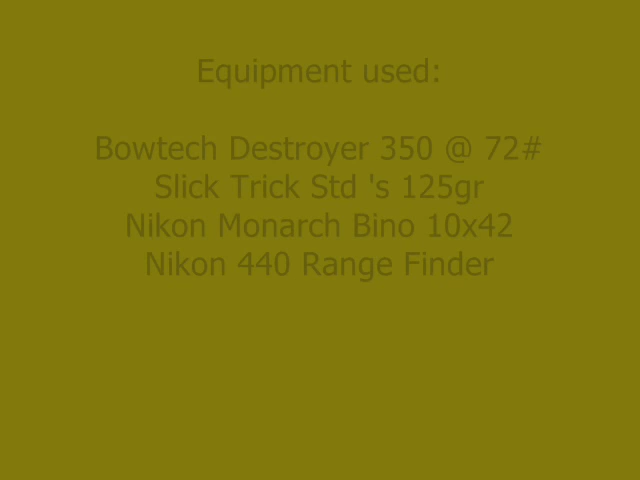 Equipment used:
Bowtech Destroyer 350 @ 72#
Slick Trick Std 's 125gr
Nikon Monarch Bino 10x42
Nikon 440 Range Finder